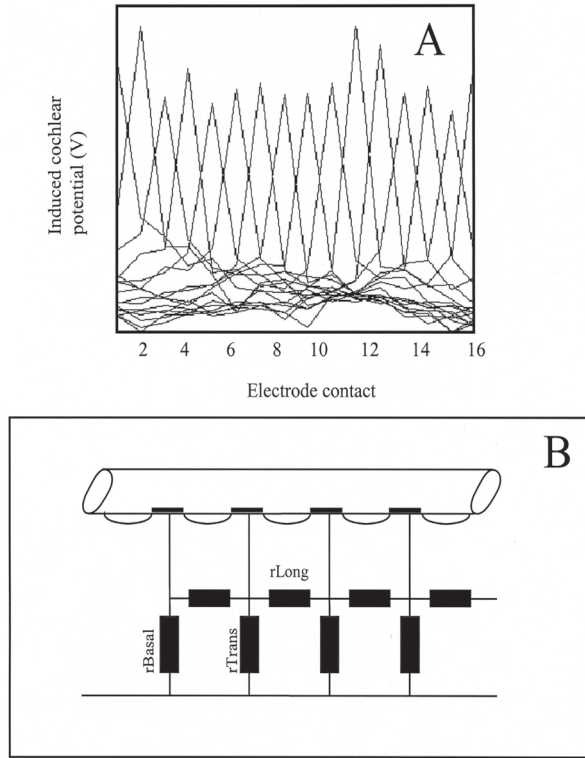 A
Induced cochlear
potential (V)
2 4 6 8 10 12 14 16
Electrode contact
B
rLong
rBasal
rTrans